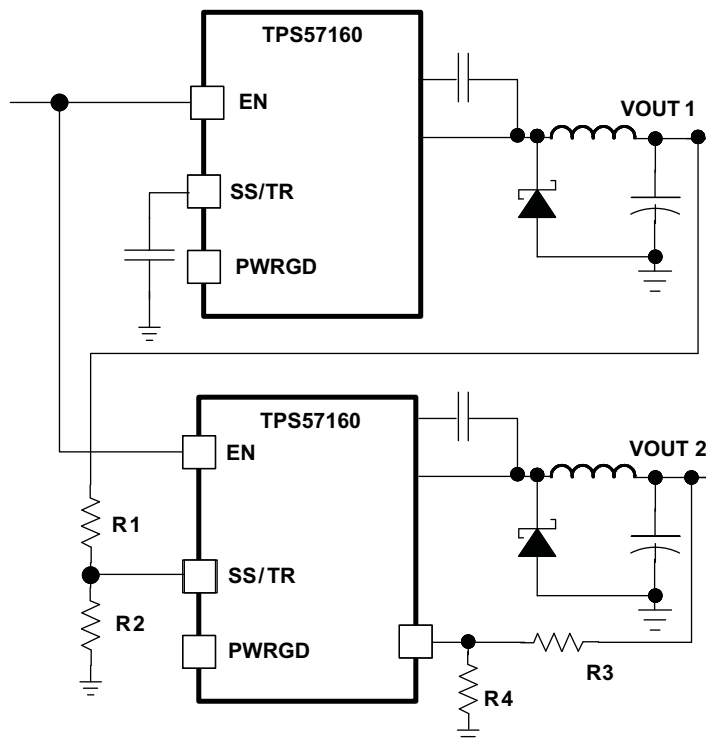 TPS57160
EN
VOUT 1
SS/TR
PWRGD
TPS57160
EN
VOUT 2
R1
SS/TR
R2
PWRGD
R3
R4